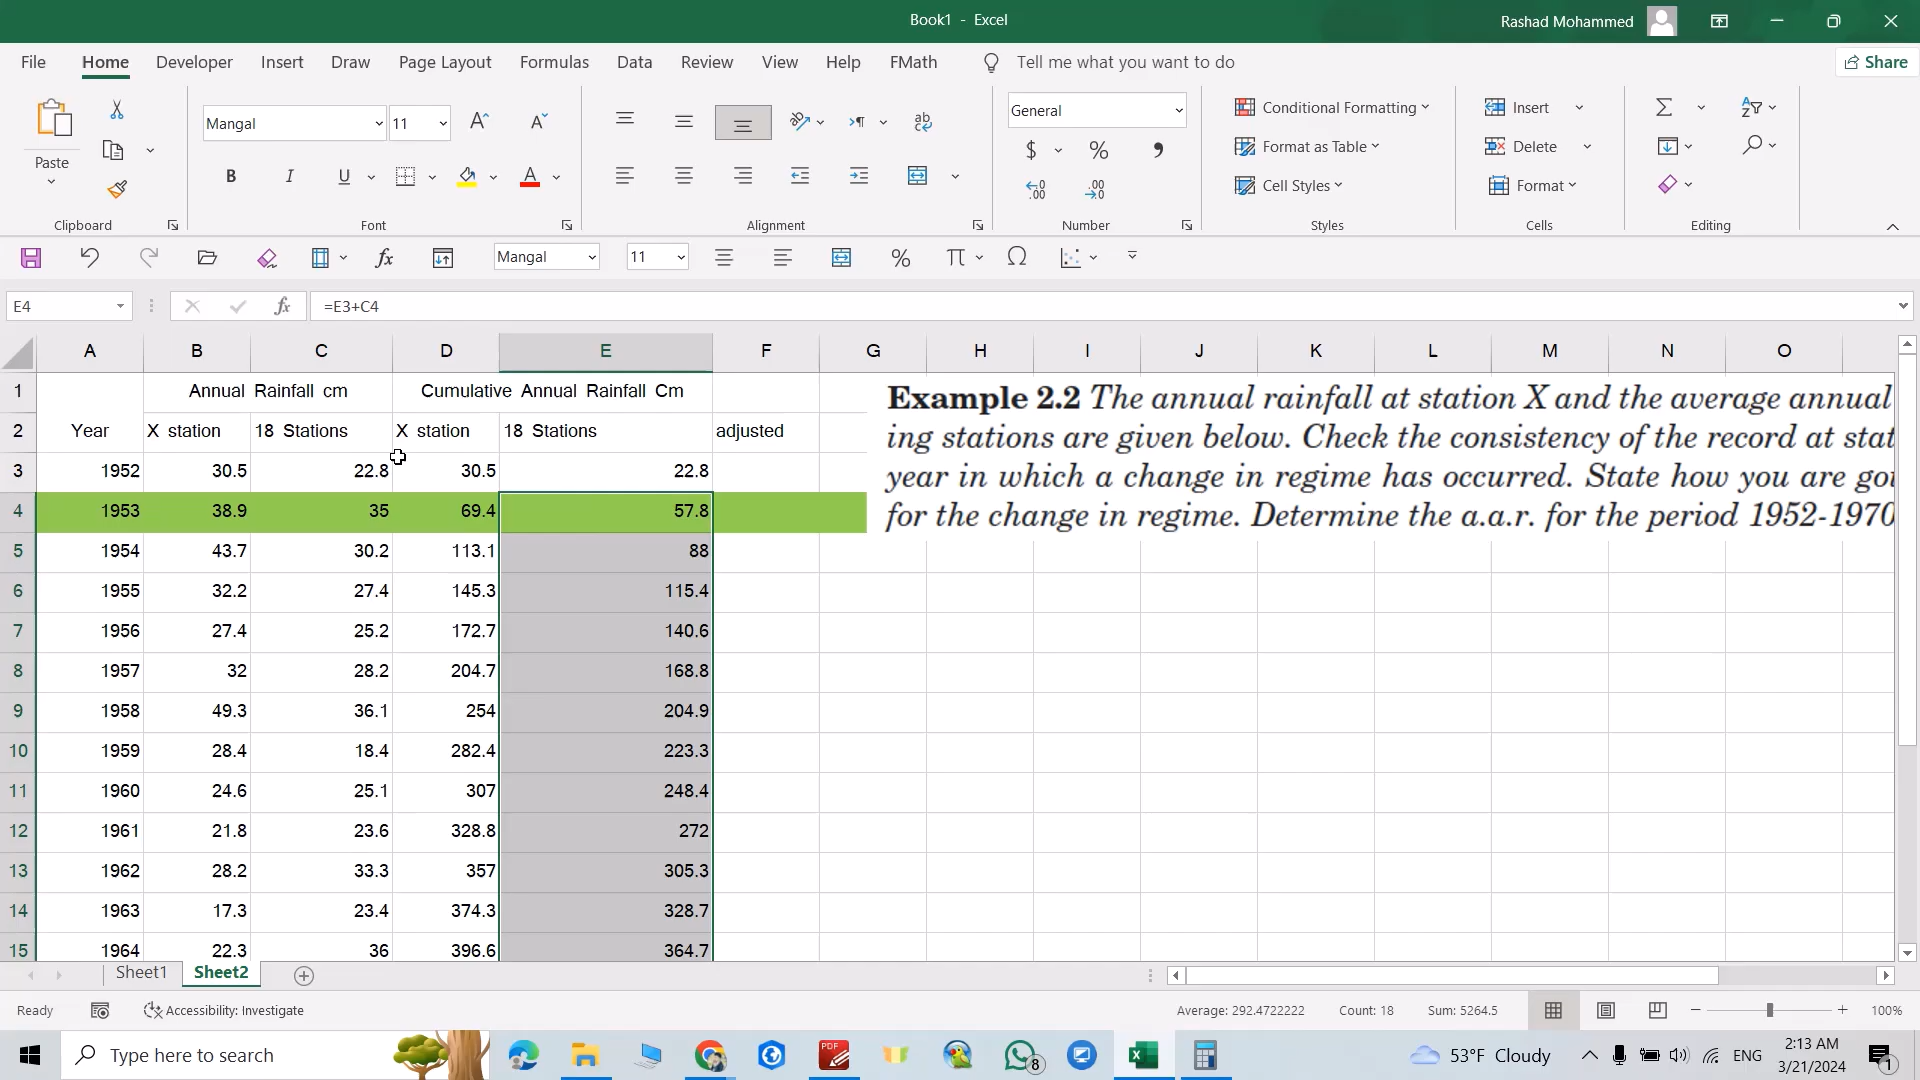 Book1 - Excel
Rashad Mohammed
File Home Developer Insert Draw Page Layout Formulas Data Review View Help FMath Tell me what you want to do Share
Paste
Clipboard
Mangal 11
B I U A
Font
Alignment
General
$ % ,
Number
Conditional Formatting
Format as Table
Cell Styles
Styles
Insert
Delete
Format
Cells
Editing
Mangal 11
E4 fx =E3+C4
A B C D E F G H I J K L M N O
1 Annual Rainfall cm Cumulative Annual Rainfall Cm
2 Year X station 18 Stations X station 18 Stations adjusted
3 1952 30.5 22.8 30.5 22.8
4 1953 38.9 35 69.4 57.8
5 1954 43.7 30.2 113.1 88
6 1955 32.2 27.4 145.3 115.4
7 1956 27.4 25.2 172.7 140.6
8 1957 32 28.2 204.7 168.8
9 1958 49.3 36.1 254 204.9
10 1959 28.4 18.4 282.4 223.3
11 1960 24.6 25.1 307 248.4
12 1961 21.8 23.6 328.8 272
13 1962 28.2 33.3 357 305.3
14 1963 17.3 23.4 374.3 328.7
15 1964 22.3 36 396.6 364.7
Example 2.2 The annual rainfall at station X and the average annual
ing stations are given below. Check the consistency of the record at stat
year in which a change in regime has occurred. State how you are goi
for the change in regime. Determine the a.a.r. for the period 1952-1970
Sheet1 Sheet2
Ready Accessibility: Investigate Average: 292.4722222 Count: 18 Sum: 5264.5 100%
Type here to search
PDF
8
53°F Cloudy
ENG
2:13 AM
3/21/2024
1